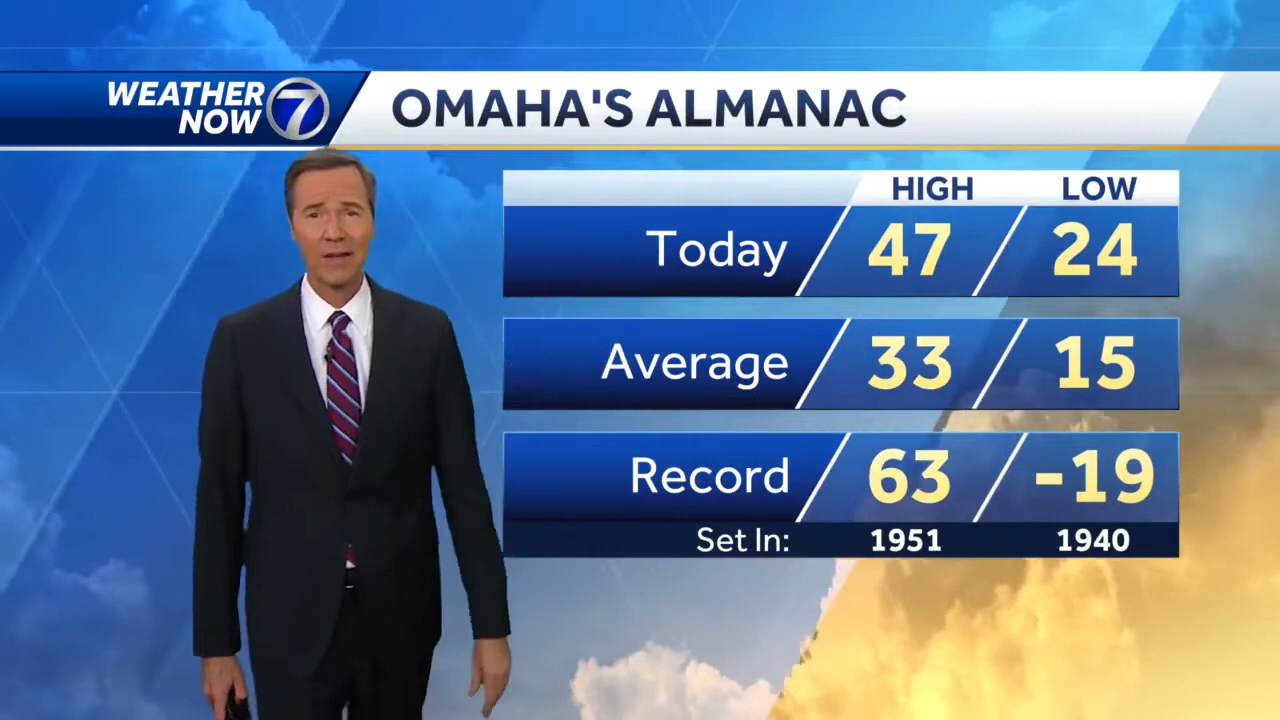 WEATHER
NOW 7
OMAHA'S ALMANAC
HIGH LOW
Today 47 24
Average 33 15
Record 63 -19
Set In: 1951 1940